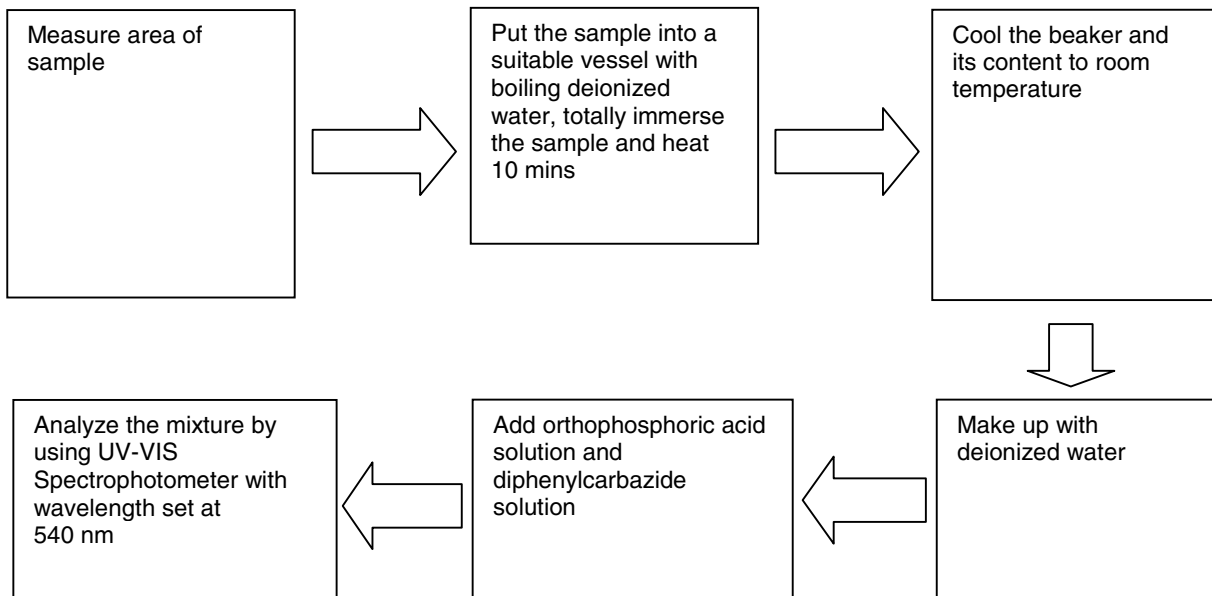 Measure area of
sample
Put the sample into a
suitable vessel with
boiling deionized
water, totally immerse
the sample and heat
10 mins
Cool the beaker and
its content to room
temperature
Make up with
deionized water
Add orthophosphoric acid
solution and
diphenylcarbazide
solution
Analyze the mixture by
using UV-VIS
Spectrophotometer with
wavelength set at
540 nm